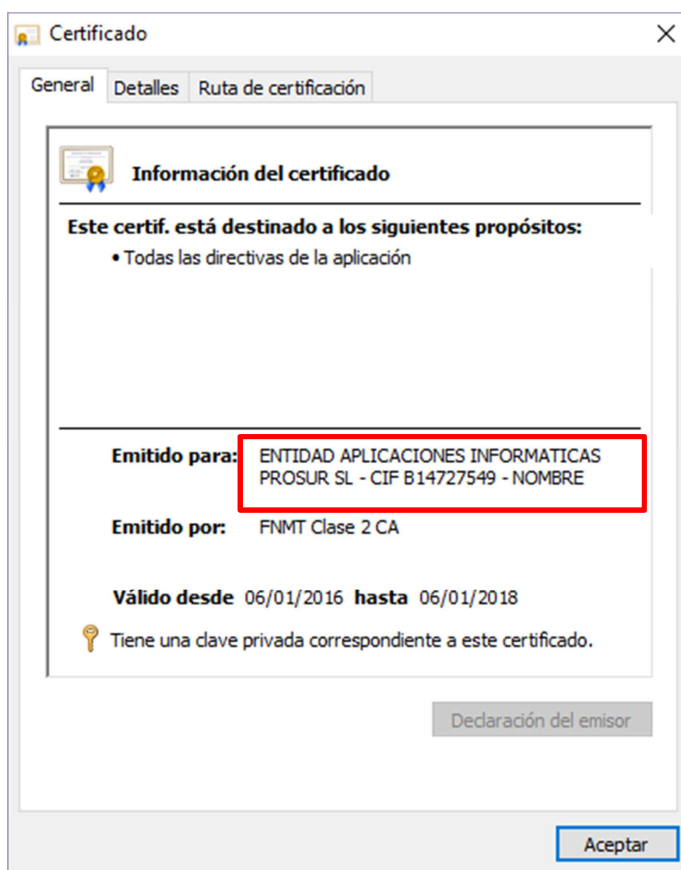 Certificado
General Detalles Ruta de certificación
Información del certificado
Este certif. está destinado a los siguientes propósitos:
• Todas las directivas de la aplicación
Emitido para: ENTIDAD APLICACIONES INFORMATICAS
PROSUR SL - CIF B14727549 - NOMBRE
Emitido por: FNMT Clase 2 CA
Válido desde 06/01/2016 hasta 06/01/2018
Tiene una clave privada correspondiente a este certificado.
Declaración del emisor
Aceptar